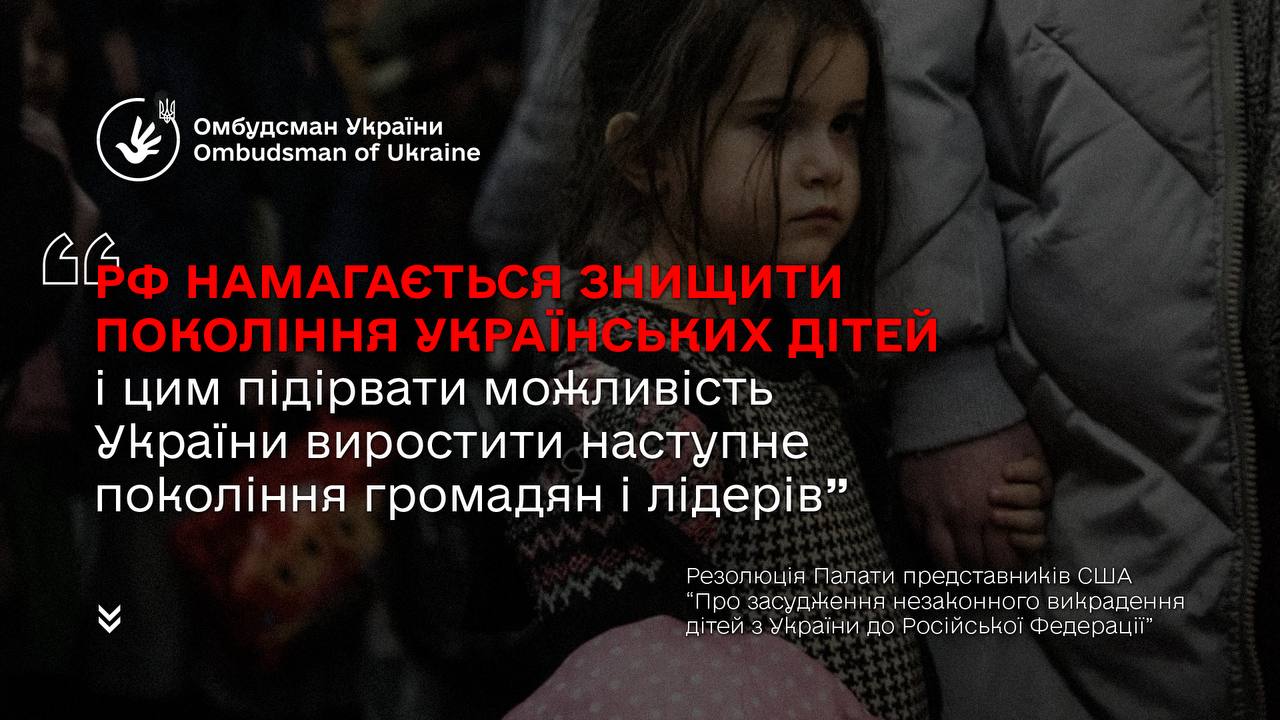 Омбудсман України
Ombudsman of Ukraine
“РФ НАМАГАЄТЬСЯ ЗНИЩИТИ
ПОКОЛІННЯ УКРАЇНСЬКИХ ДІТЕЙ
і цим підірвати можливість
України виростити наступне
покоління громадян і лідерів”
Резолюція Палати представників США
“Про засудження незаконного викрадення
дітей з України до Російської Федерації”